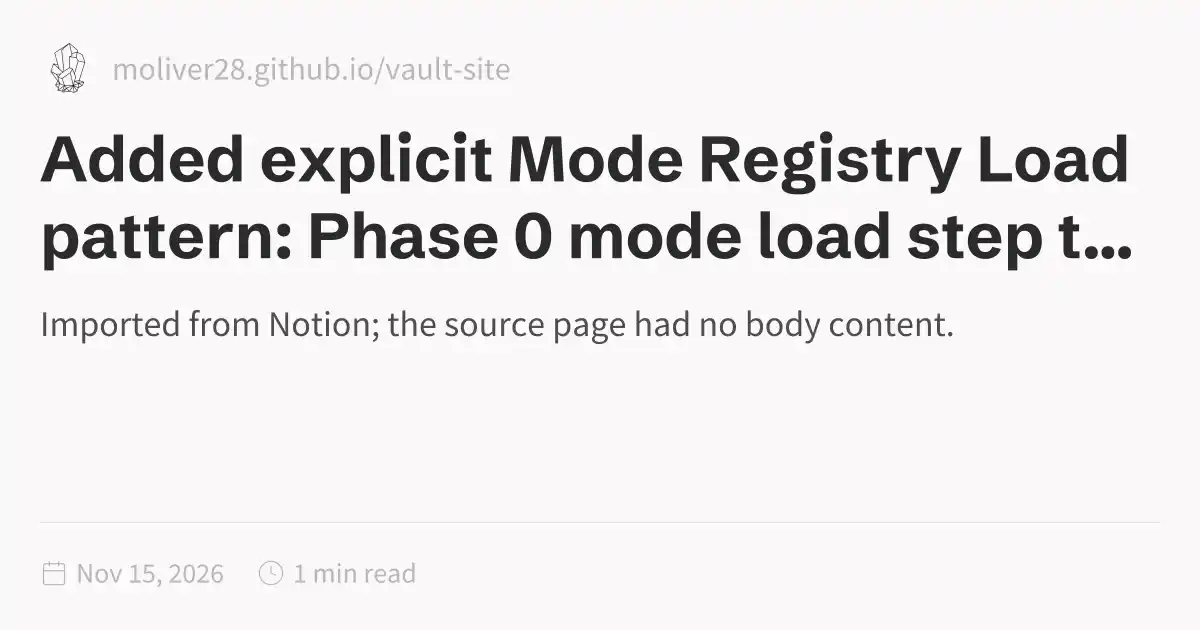 moliver28.github.io/vault-site
Added explicit Mode Registry Load
pattern: Phase 0 mode load step t...
Imported from Notion; the source page had no body content.
Nov 15, 2026 1 min read